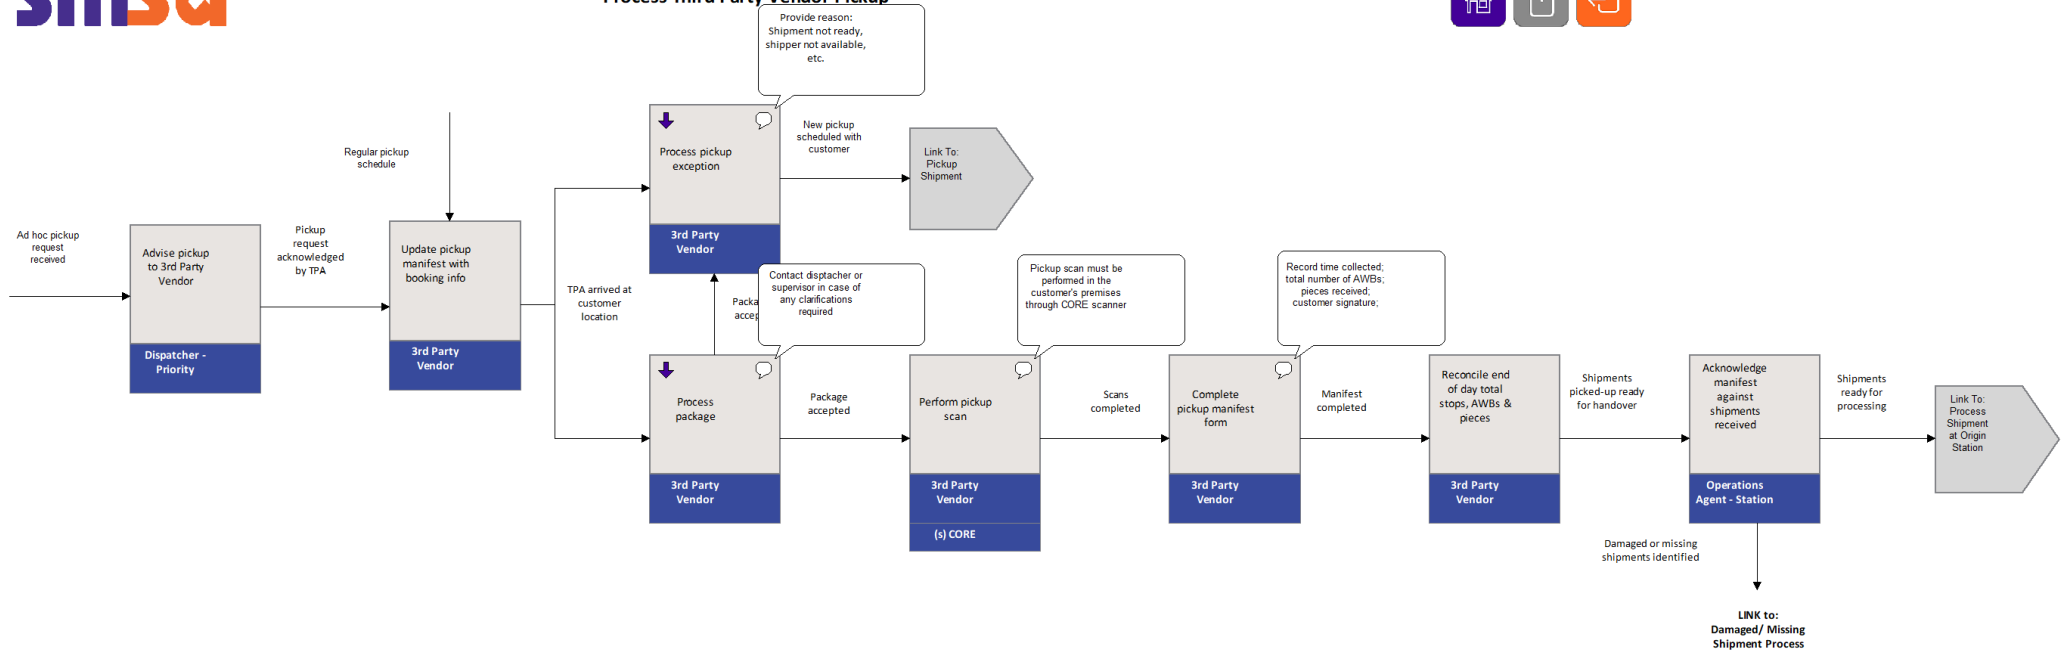 Process Third Party Vendor Pickup
Provide reason:
Shipment not ready,
shipper not available,
etc.
Regular pickup
schedule
Process pickup
exception
3rd Party
Vendor
New pickup
scheduled with
customer
Link To:
Pickup
Shipment
Ad hoc pickup
request
received
Advise pickup
to 3rd Party
Vendor
Dispatcher -
Priority
Pickup
request
acknowledged
by TPA
Update pickup
manifest with
booking info
3rd Party
Vendor
TPA arrived at
customer
location
Contact disptacher or
supervisor in case of
any clarifications
required
Pickup scan must be
performed in the
customer's premises
through CORE scanner
Record time collected;
total number of AWBs;
pieces received;
customer signature;
Process
package
3rd Party
Vendor
Package
accepted
Perform pickup
scan
3rd Party
Vendor
(s) CORE
Scans
completed
Complete
pickup manifest
form
3rd Party
Vendor
Manifest
completed
Reconcile end
of day total
stops, AWBs &
pieces
3rd Party
Vendor
Shipments
picked-up ready
for handover
Acknowledge
manifest
against
shipments
received
Operations
Agent - Station
Shipments
ready for
processing
Link To:
Process
Shipment
at Origin
Station
Damaged or missing
shipments identified
LINK to:
Damaged/ Missing
Shipment Process